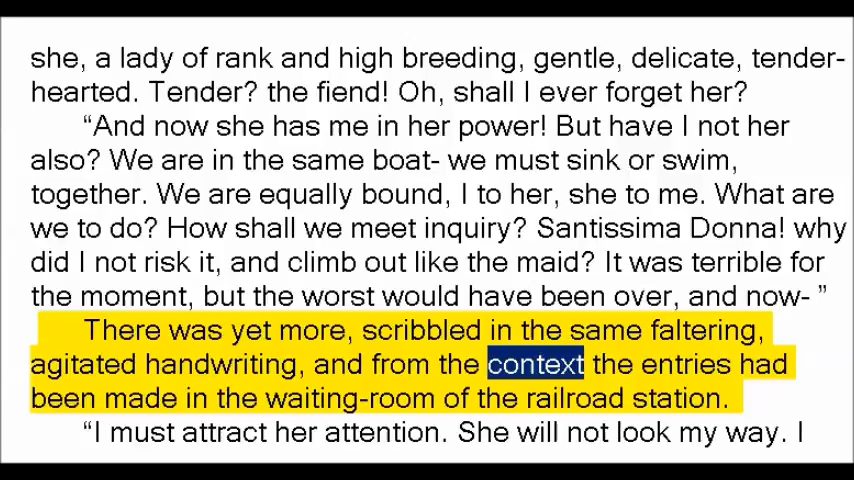 she, a lady of rank and high breeding, gentle, delicate, tender-
hearted. Tender? the fiend! Oh, shall I ever forget her?
“And now she has me in her power! But have I not her
also? We are in the same boat- we must sink or swim,
together. We are equally bound, I to her, she to me. What are
we to do? How shall we meet inquiry? Santissima Donna! why
did I not risk it, and climb out like the maid? It was terrible for
the moment, but the worst would have been over, and now- ”
There was yet more, scribbled in the same faltering,
agitated handwriting, and from the context the entries had
been made in the waiting-room of the railroad station.
“I must attract her attention. She will not look my way. I